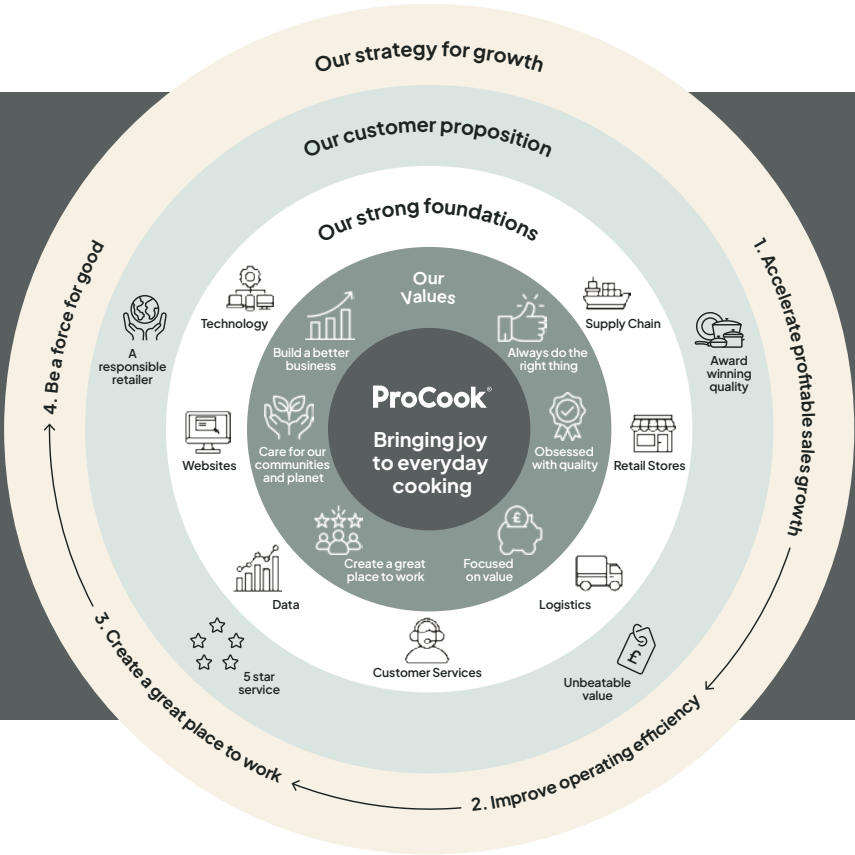 Our strategy for growth
Our customer proposition
Our strong foundations
Our
Values
ProCook®
Bringing joy
to everyday
cooking
Always do the
right thing
Obsessed
with quality
Focused
on value
Create a great
place to work
Care for our
communities
and planet
Build a better
business
Supply Chain
Retail Stores
Logistics
Customer Services
Data
Websites
Technology
Award
winning
quality
£
£
Unbeatable
value
5 star
service
A
responsible
retailer
1. Accelerate profitable sales growth
2. Improve operating efficiency
3. Create a great place to work
4. Be a force for good